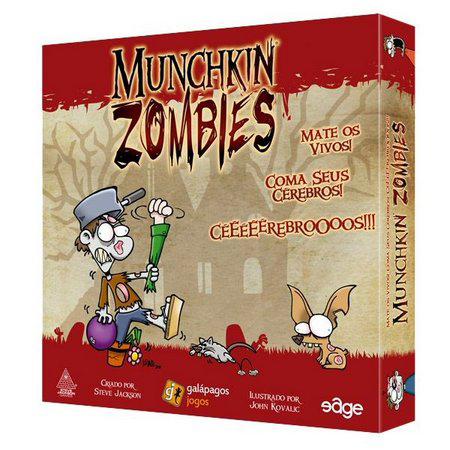 MUNCHKIN
ZOMBIES
MATE OS
VIVOS!
COMA SEUS
CÉREBROS!
CÉÉÉÉÉREBROOOOS!!!
CRIADO POR
STEVE JACKSON
galápagos
jogos
ILUSTRADO POR
JOHN KOVALIC
edge
MUNCHKIN ZOMBIES